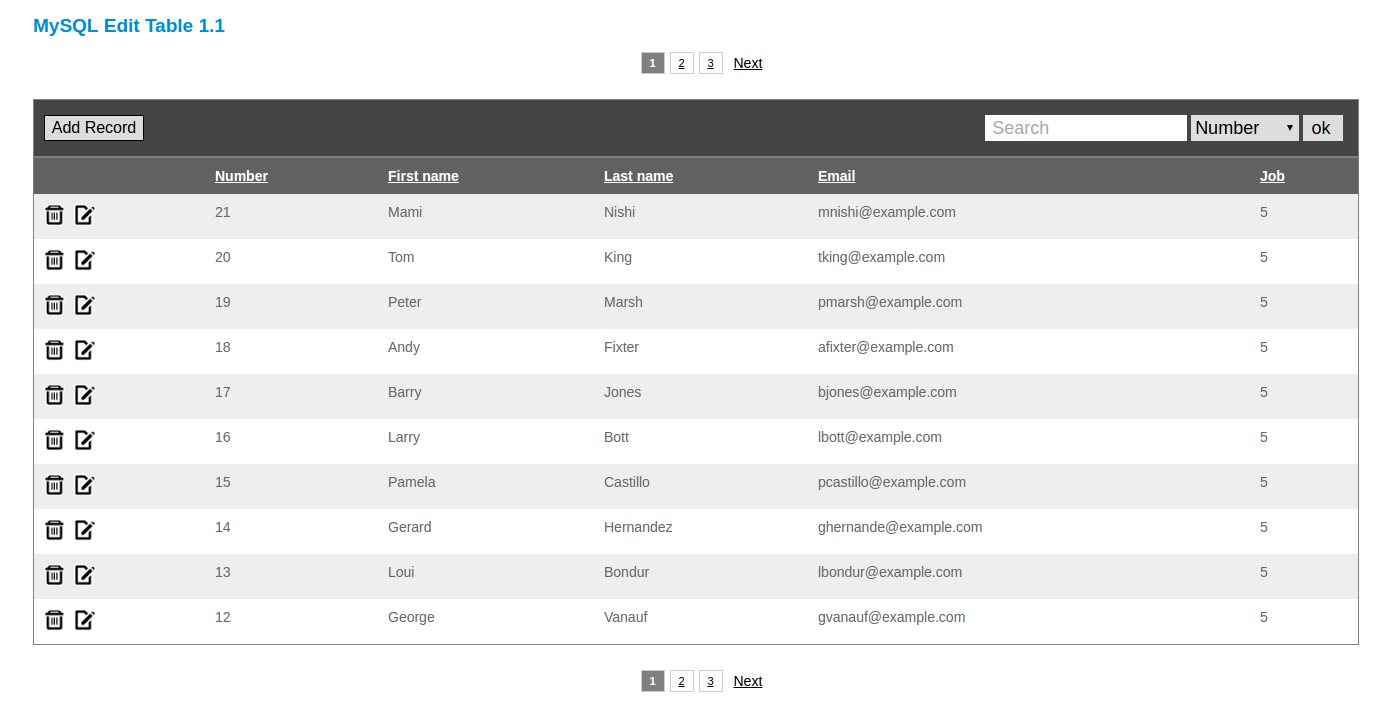 MySQL Edit Table 1.1
1 2 3 Next
Add Record Search Number ok
Number First name Last name Email Job
21 Mami Nishi mnishi@example.com 5
20 Tom King tking@example.com 5
19 Peter Marsh pmarsh@example.com 5
18 Andy Fixter afixter@example.com 5
17 Barry Jones bjones@example.com 5
16 Larry Bott lbott@example.com 5
15 Pamela Castillo pcastillo@example.com 5
14 Gerard Hernandez ghernande@example.com 5
13 Loui Bondur lbondur@example.com 5
12 George Vanauf gvanauf@example.com 5
1 2 3 Next